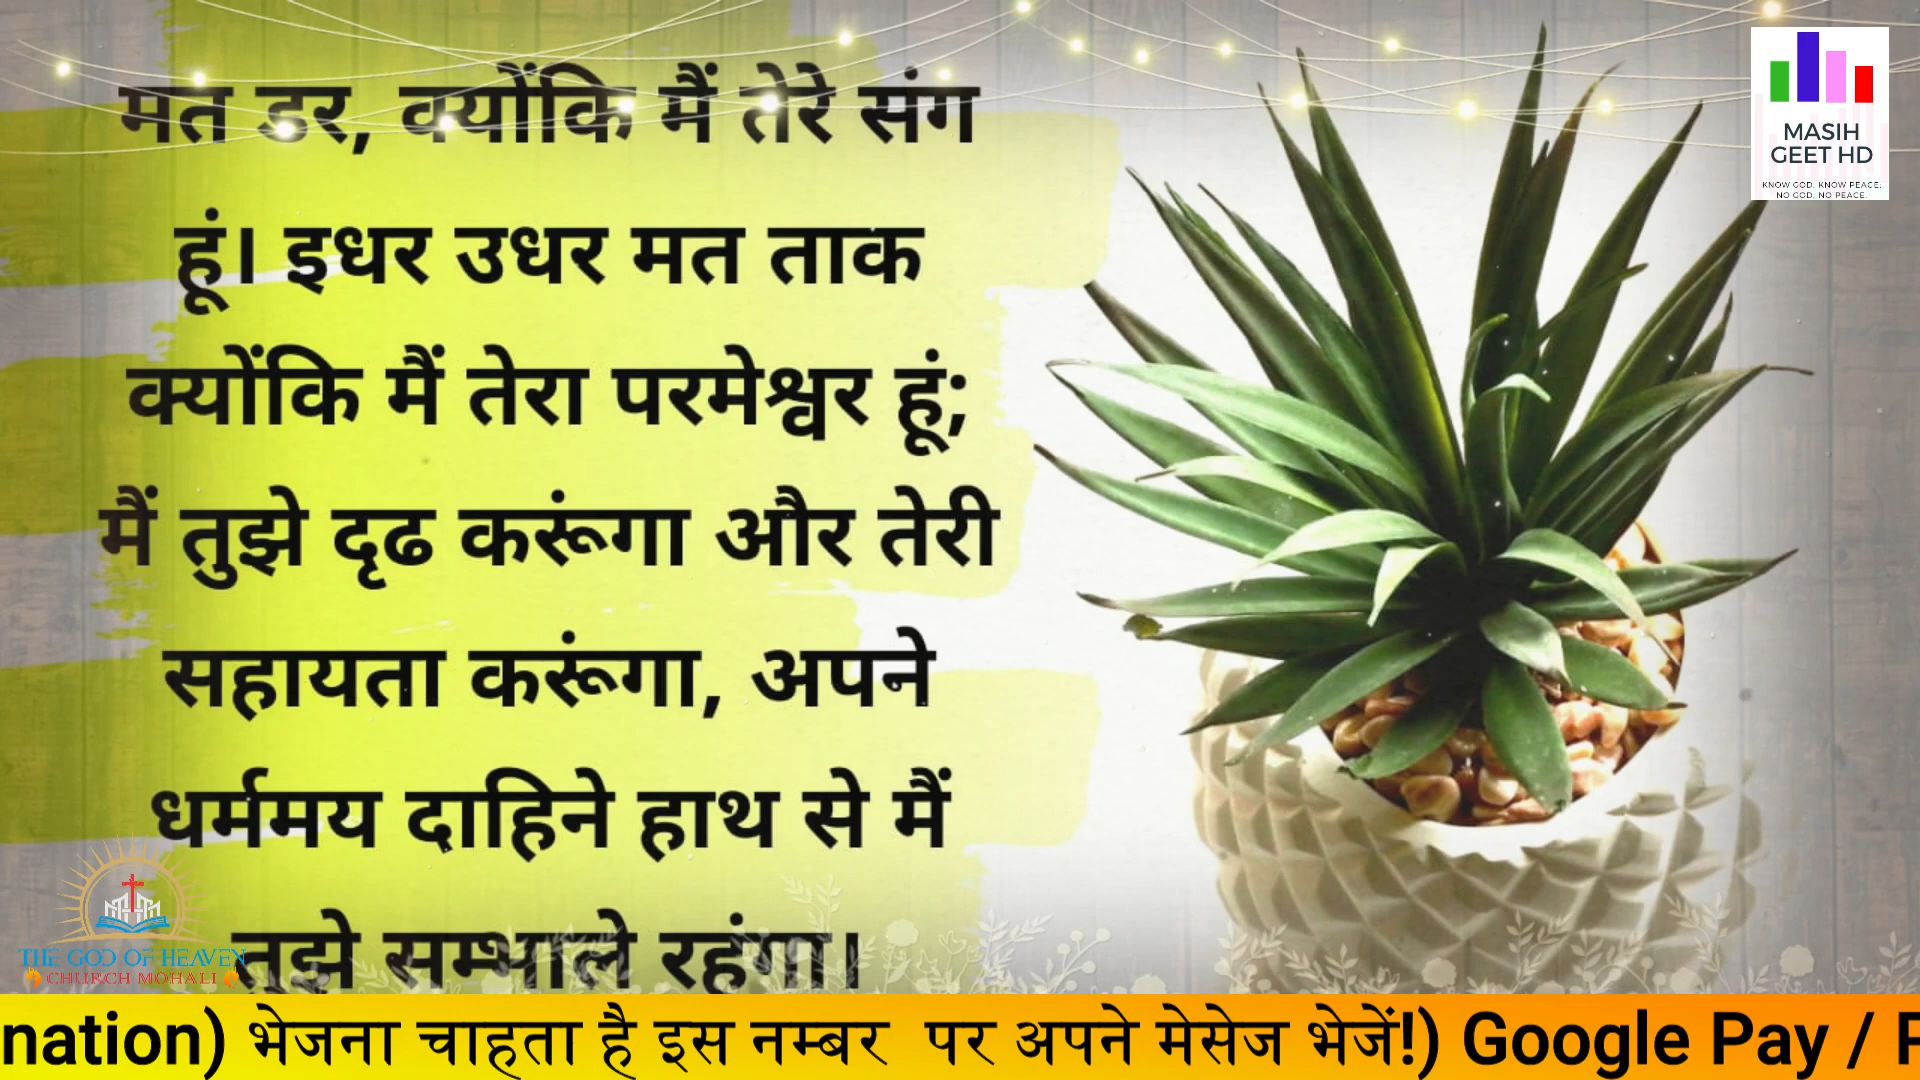 मत डर, क्योंकि मैं तेरे संग
हूं। इधर उधर मत ताक
क्योंकि मैं तेरा परमेश्वर हूं;
मैं तुझे दृढ करूंगा और तेरी
सहायता करूंगा, अपने
धर्ममय दाहिने हाथ से मैं
तुझे सम्भाले रहूंगा।
MASIH
GEET HD
KNOW GOD, KNOW PEACE.
NO GOD, NO PEACE.
THE GOD OF HEAVEN
CHURCH MOHALI
nation) भेजना चाहता है इस नम्बर पर अपने मेसेज भेजें!) Google Pay /